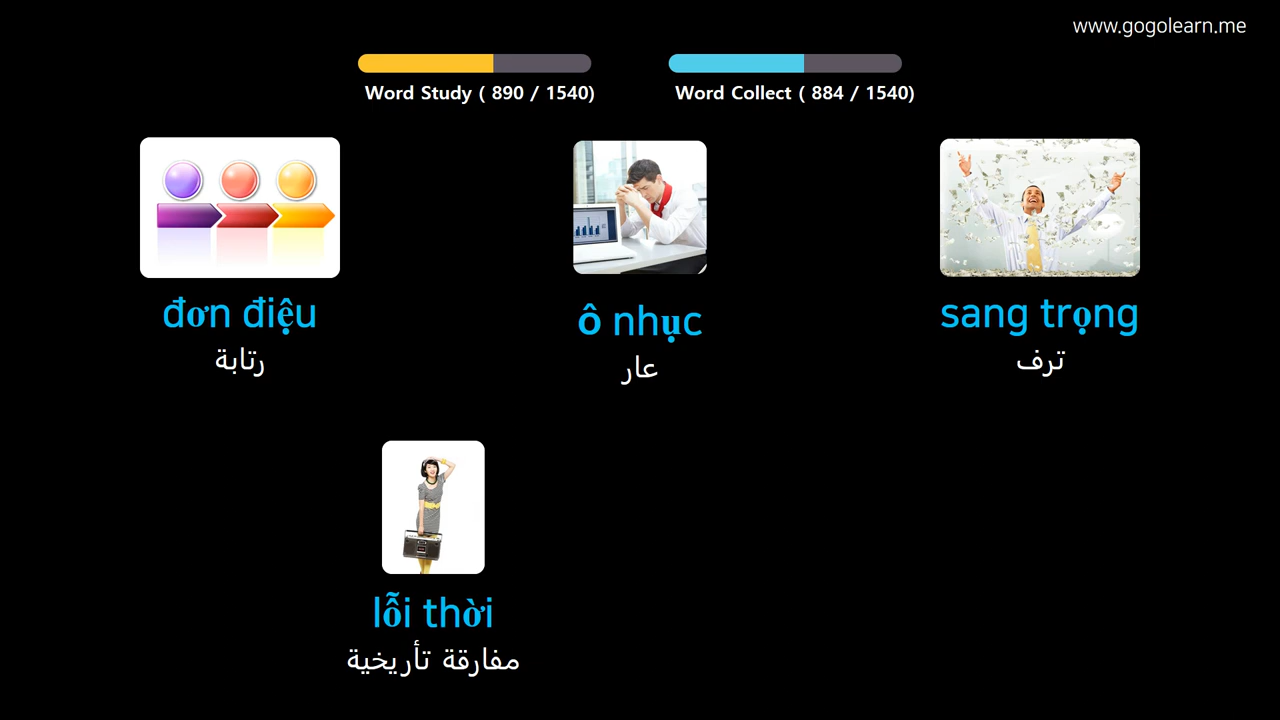 www.gogolearn.me
Word Study ( 890 / 1540)
Word Collect ( 884 / 1540)
đơn điệu
رتابة
ô nhục
عار
sang trọng
ترف
lỗi thời
مفارقة تأريخية